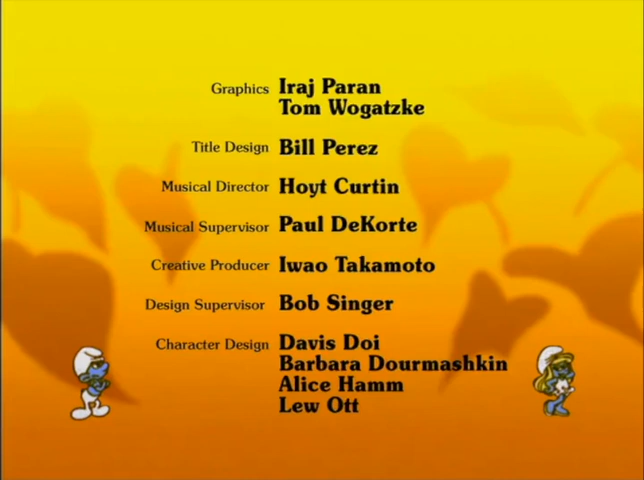 Graphics Iraj Paran
Tom Wogatzke
Title Design Bill Perez
Musical Director Hoyt Curtin
Musical Supervisor Paul DeKorte
Creative Producer Iwao Takamoto
Design Supervisor Bob Singer
Character Design Davis Doi
Barbara Dourmashkin
Alice Hamm
Lew Ott